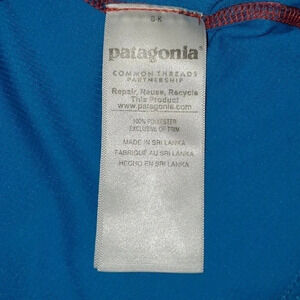 patagonia
COMMON THREADS
PARTNERSHIP
Repair, Reuse, Recycle
This Product
www.patagonia.com
100% POLYESTER
EXCLUSIVE OF TRIM
MADE IN SRI LANKA
FABRIQUÉ AU SRI LANKA
HECHO EN SRI LANKA